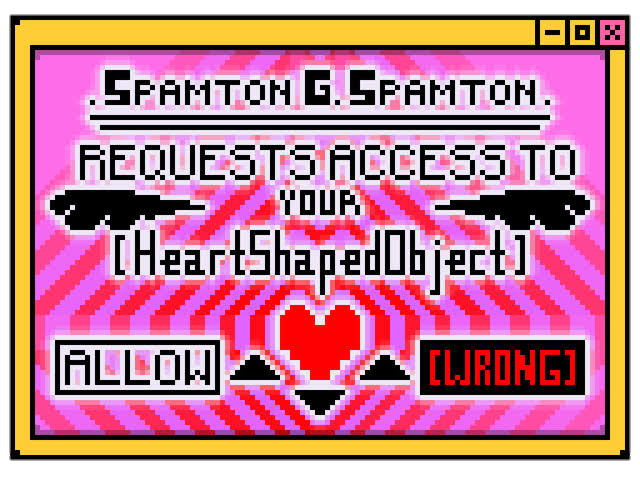 .SPAMTON G. SPAMTON.
REQUESTS ACCESS TO
YOUR
[HeartShapedObject]
ALLOW
[WRONG]